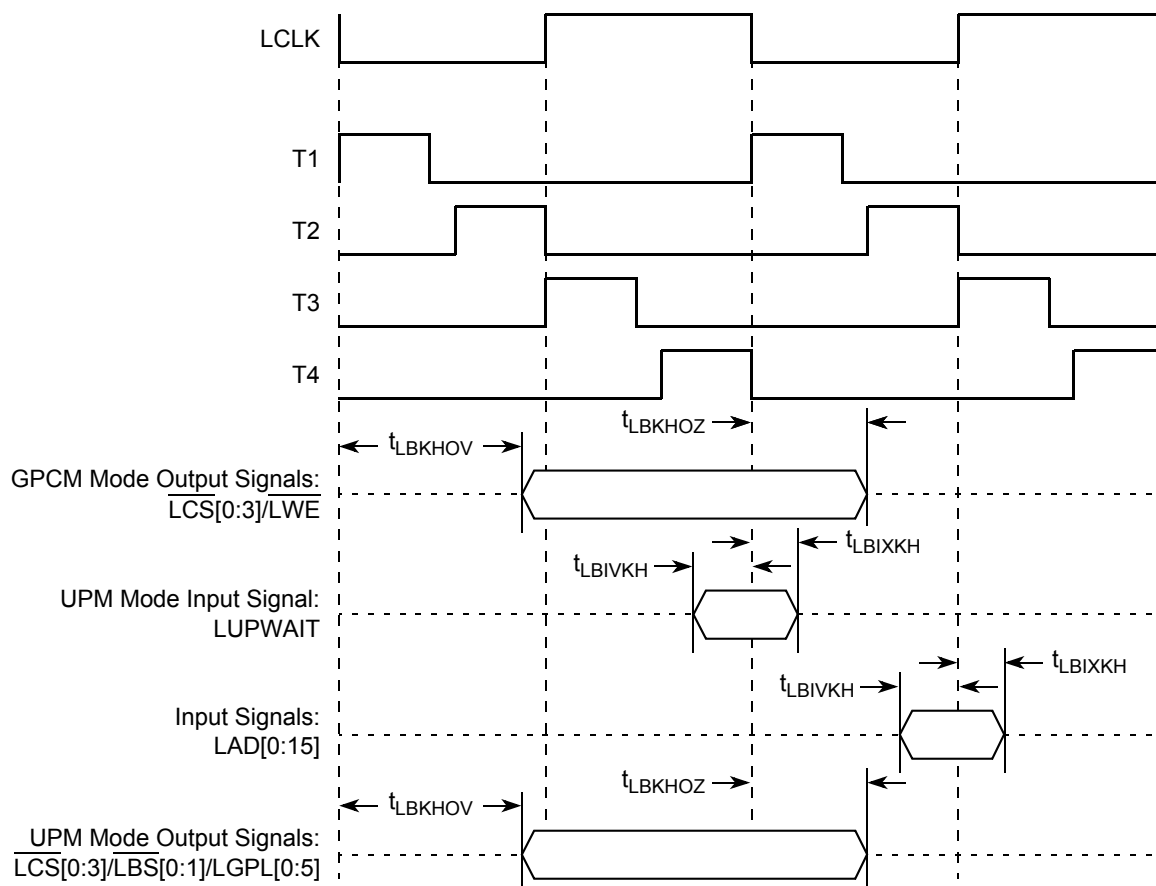 LCLK
T1
T2
T3
T4
tLBKHOZ
tLBKHOV
GPCM Mode Output Signals:
LCS[0:3]/LWE
tLBIXKH
tLBIVKH
UPM Mode Input Signal:
LUPWAIT
tLBIXKH
tLBIVKH
Input Signals:
LAD[0:15]
tLBKHOZ
tLBKHOV
UPM Mode Output Signals:
LCS[0:3]/LBS[0:1]/LGPL[0:5]